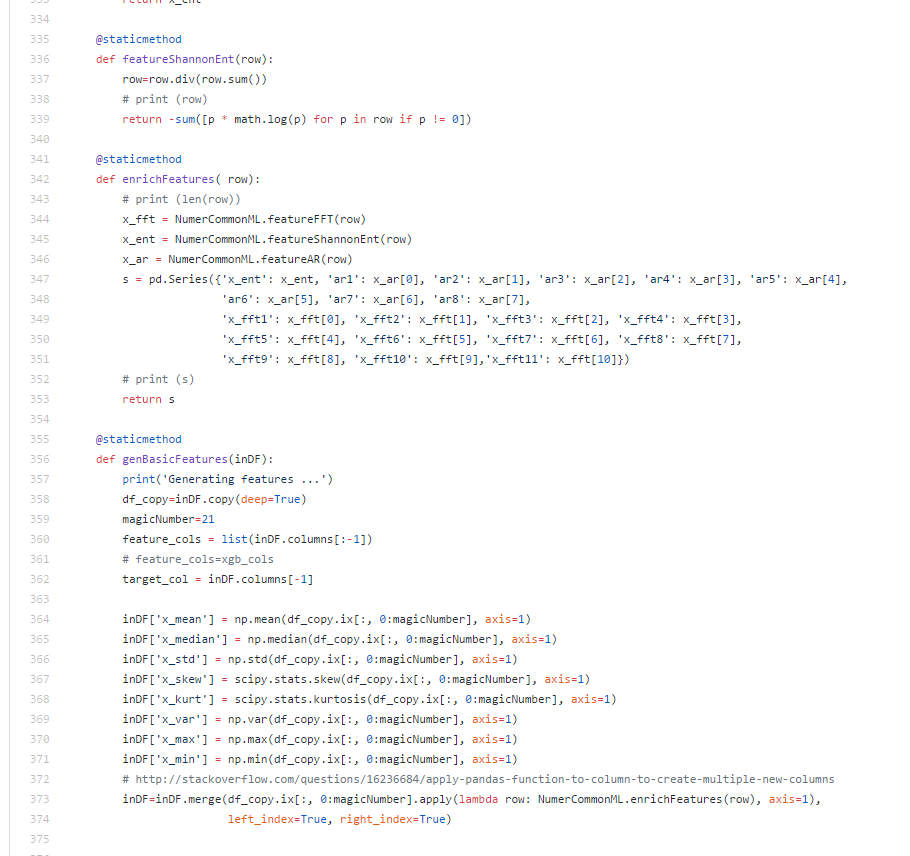 333 return x_ent
334
335 @staticmethod
336 def featureShannonEnt(row):
337 row=row.div(row.sum())
338 # print (row)
339 return -sum([p * math.log(p) for p in row if p != 0])
340
341 @staticmethod
342 def enrichFeatures( row):
343 # print (len(row))
344 x_fft = NumerCommonML.featureFFT(row)
345 x_ent = NumerCommonML.featureShannonEnt(row)
346 x_ar = NumerCommonML.featureAR(row)
347 s = pd.Series({'x_ent': x_ent, 'ar1': x_ar[0], 'ar2': x_ar[1], 'ar3': x_ar[2], 'ar4': x_ar[3], 'ar5': x_ar[4],
348 'ar6': x_ar[5], 'ar7': x_ar[6], 'ar8': x_ar[7],
349 'x_fft1': x_fft[0], 'x_fft2': x_fft[1], 'x_fft3': x_fft[2], 'x_fft4': x_fft[3],
350 'x_fft5': x_fft[4], 'x_fft6': x_fft[5], 'x_fft7': x_fft[6], 'x_fft8': x_fft[7],
351 'x_fft9': x_fft[8], 'x_fft10': x_fft[9],'x_fft11': x_fft[10]})
352 # print (s)
353 return s
354
355 @staticmethod
356 def genBasicFeatures(inDF):
357 print('Generating features ...')
358 df_copy=inDF.copy(deep=True)
359 magicNumber=21
360 feature_cols = list(inDF.columns[:-1])
361 # feature_cols=xgb_cols
362 target_col = inDF.columns[-1]
363
364 inDF['x_mean'] = np.mean(df_copy.ix[:, 0:magicNumber], axis=1)
365 inDF['x_median'] = np.median(df_copy.ix[:, 0:magicNumber], axis=1)
366 inDF['x_std'] = np.std(df_copy.ix[:, 0:magicNumber], axis=1)
367 inDF['x_skew'] = scipy.stats.skew(df_copy.ix[:, 0:magicNumber], axis=1)
368 inDF['x_kurt'] = scipy.stats.kurtosis(df_copy.ix[:, 0:magicNumber], axis=1)
369 inDF['x_var'] = np.var(df_copy.ix[:, 0:magicNumber], axis=1)
370 inDF['x_max'] = np.max(df_copy.ix[:, 0:magicNumber], axis=1)
371 inDF['x_min'] = np.min(df_copy.ix[:, 0:magicNumber], axis=1)
372 # http://stackoverflow.com/questions/16236684/apply-pandas-function-to-column-to-create-multiple-new-columns
373 inDF=inDF.merge(df_copy.ix[:, 0:magicNumber].apply(lambda row: NumerCommonML.enrichFeatures(row), axis=1),
374 left_index=True, right_index=True)
375